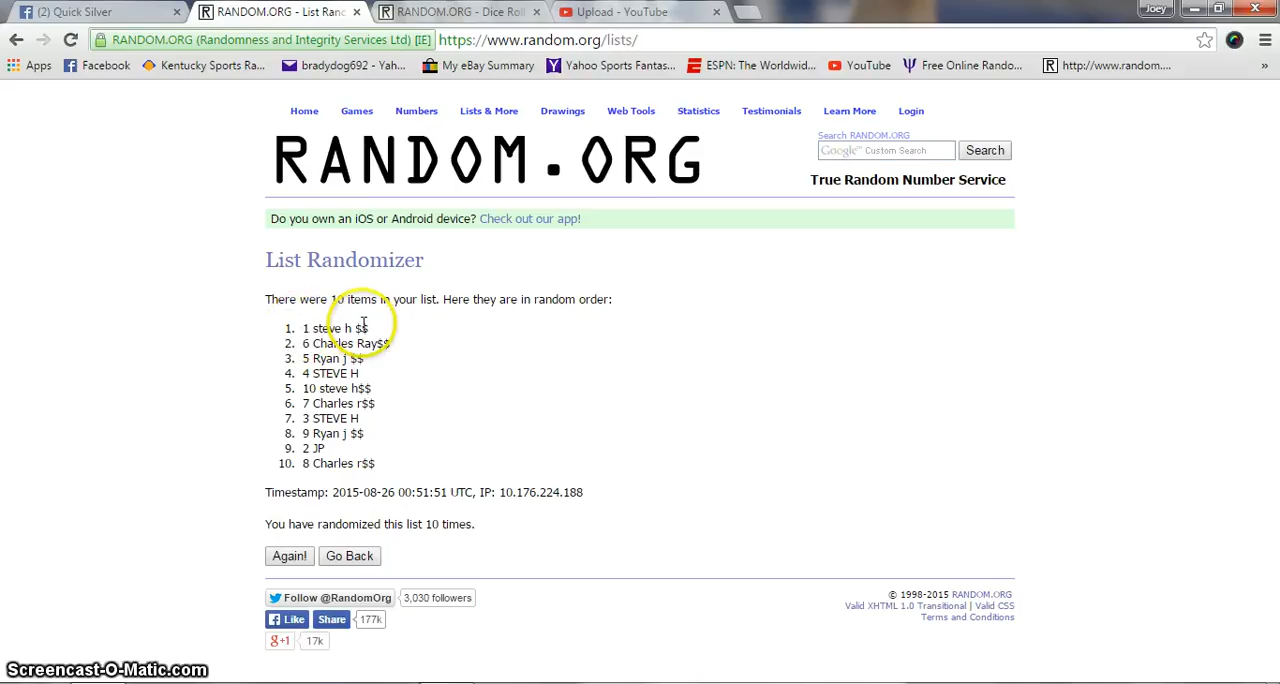 (2) Quick Silver
RANDOM.ORG - List Ranc
RANDOM.ORG - Dice Roll
Upload - YouTube
Joey
RANDOM.ORG (Randomness and Integrity Services Ltd) [IE]
https://www.random.org/lists/
Apps
Facebook
Kentucky Sports Ra...
bradydog692 - Yah...
My eBay Summary
Yahoo Sports Fantas...
ESPN: The Worldwid...
YouTube
Free Online Rando...
http://www.random....
»
Home
Games
Numbers
Lists & More
Drawings
Web Tools
Statistics
Testimonials
Learn More
Login
RANDOM.ORG
Search RANDOM.ORG
Google™ Custom Search
Search
True Random Number Service
Do you own an iOS or Android device? Check out our app!
List Randomizer
There were 10 items in your list. Here they are in random order:
1. 1 steve h $$
2. 6 Charles Ray$$
3. 5 Ryan j $$
4. 4 STEVE H
5. 10 steve h$$
6. 7 Charles r$$
7. 3 STEVE H
8. 9 Ryan j $$
9. 2 JP
10. 8 Charles r$$
Timestamp: 2015-08-26 00:51:51 UTC, IP: 10.176.224.188
You have randomized this list 10 times.
Again!
Go Back
Follow @RandomOrg
3,030 followers
Like
Share
177k
g+1
17k
© 1998-2015 RANDOM.ORG
Valid XHTML 1.0 Transitional | Valid CSS
Terms and Conditions
Screencast-O-Matic.com